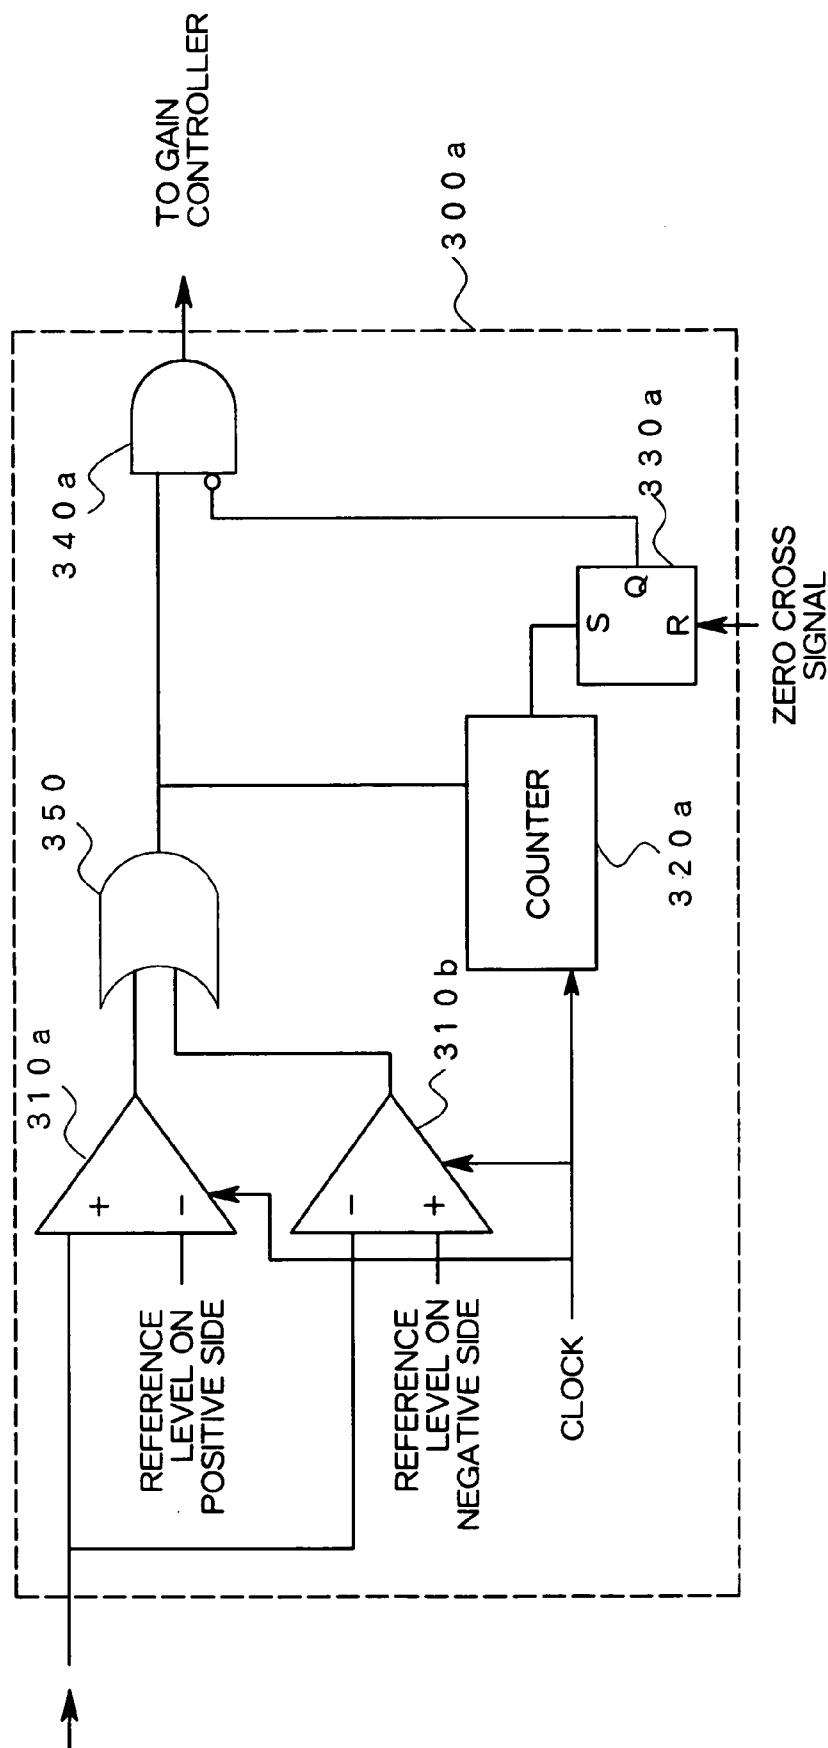 TO GAIN
CONTROLLER
300a
340a
350
310a
+
−
REFERENCE
LEVEL ON
POSITIVE SIDE
310b
−
+
REFERENCE
LEVEL ON
NEGATIVE SIDE
COUNTER
320a
S
Q
R
330a
CLOCK
ZERO CROSS
SIGNAL